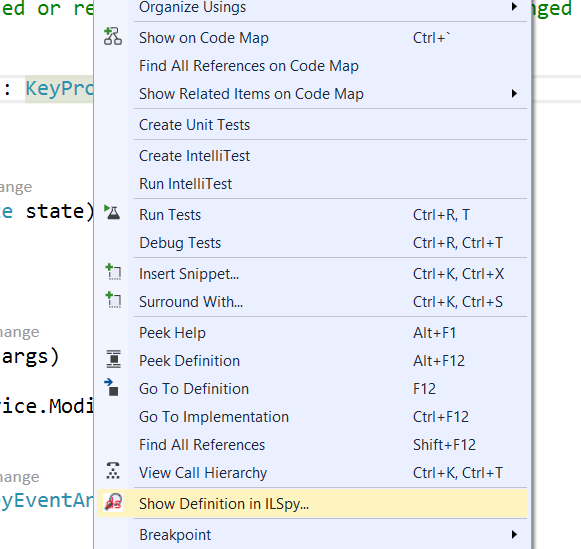 Organize Usings
ed or re
nged
Show on Code Map Ctrl+`
Find All References on Code Map
: KeyPro
Show Related Items on Code Map
Create Unit Tests
Create IntelliTest
ange
Run IntelliTest
e state)
Run Tests Ctrl+R, T
Debug Tests Ctrl+R, Ctrl+T
Insert Snippet... Ctrl+K, Ctrl+X
Surround With... Ctrl+K, Ctrl+S
hange
Peek Help Alt+F1
args)
Peek Definition Alt+F12
Go To Definition F12
ice.Modi
Go To Implementation Ctrl+F12
Find All References Shift+F12
hange
View Call Hierarchy Ctrl+K, Ctrl+T
yEventAr
Show Definition in ILSpy...
Breakpoint